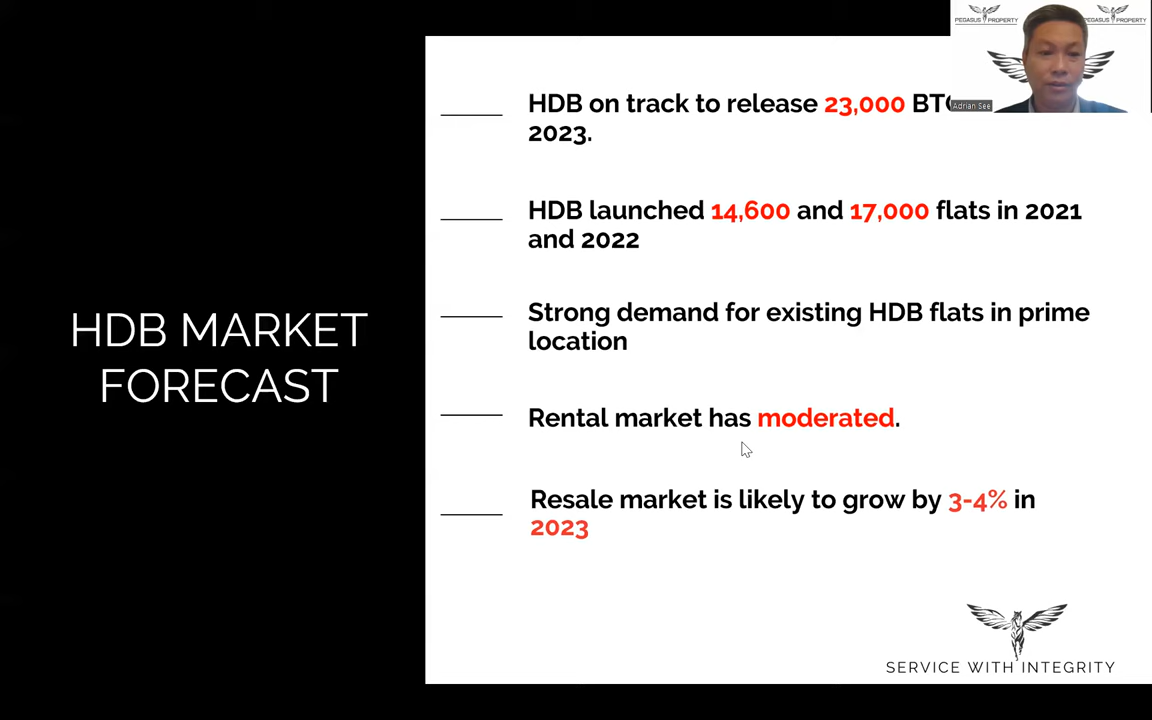 PEGASUS PROPERTY
PEGASUS PROPERTY
Adrian See
HDB MARKET
FORECAST
HDB on track to release 23,000
2023.
HDB launched 14,600 and 17,000 flats in 2021
and 2022
Strong demand for existing HDB flats in prime
location
Rental market has moderated.
Resale market is likely to grow by 3-4% in
2023
SERVICE WITH INTEGRITY